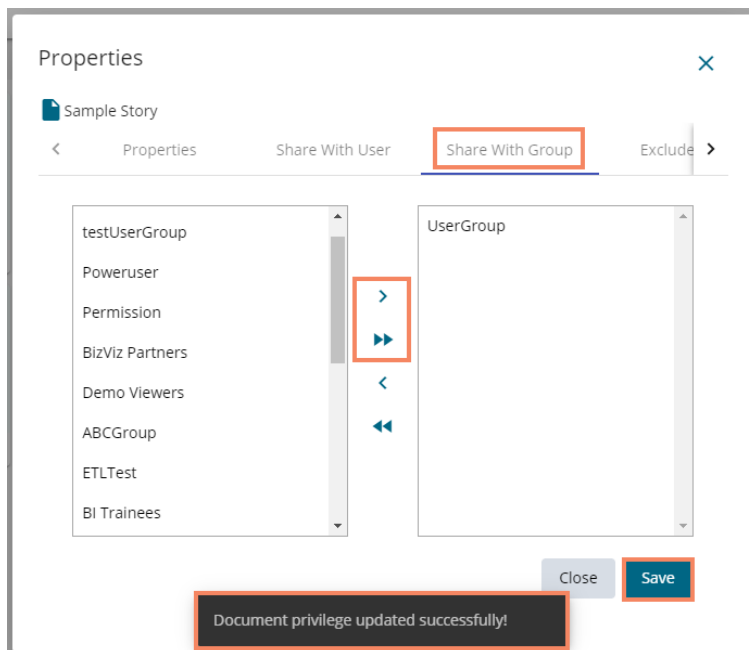 Properties
Sample Story
Properties Share With User Share With Group Exclude
testUserGroup
UserGroup
Poweruser
Permission
BizViz Partners
Demo Viewers
ABCGroup
ETLTest
BI Trainees
Close Save
Document privilege updated successfully!